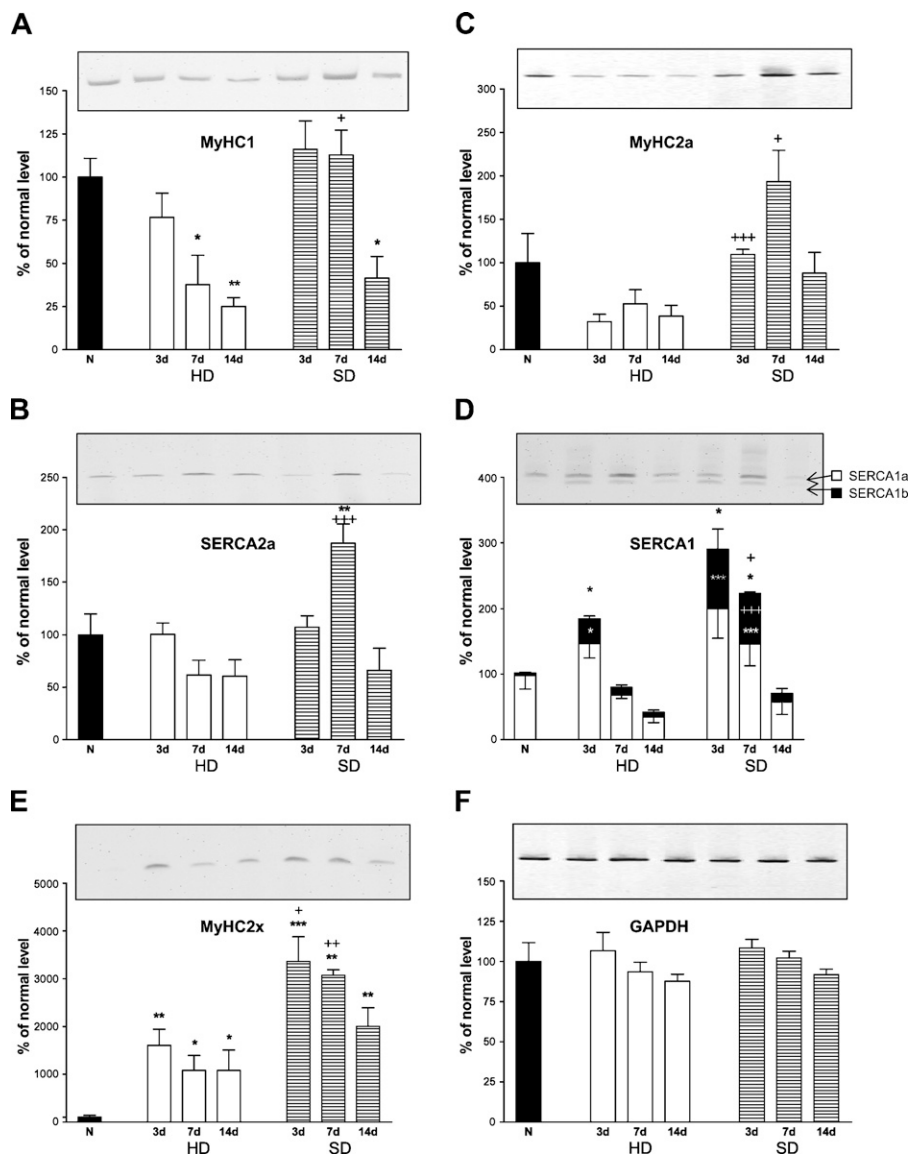 A
150
125
100
75
50
25
0
% of normal level
MyHC1
+
*
**
*
N
3d
7d
14d
3d
7d
14d
HD
SD
C
300
250
200
150
100
50
0
% of normal level
MyHC2a
+
+++
N
3d
7d
14d
3d
7d
14d
HD
SD
B
250
200
150
100
50
0
% of normal level
SERCA2a
**
+++
N
3d
7d
14d
3d
7d
14d
HD
SD
D
400
300
200
100
0
% of normal level
SERCA1a
SERCA1b
SERCA1
*
*
*
***
+
*
+++
***
N
3d
7d
14d
3d
7d
14d
HD
SD
E
5000
4000
3000
2000
1000
0
% of normal level
MyHC2x
+
***
++
**
**
**
*
*
N
3d
7d
14d
3d
7d
14d
HD
SD
F
150
125
100
75
50
25
0
% of normal level
GAPDH
N
3d
7d
14d
3d
7d
14d
HD
SD